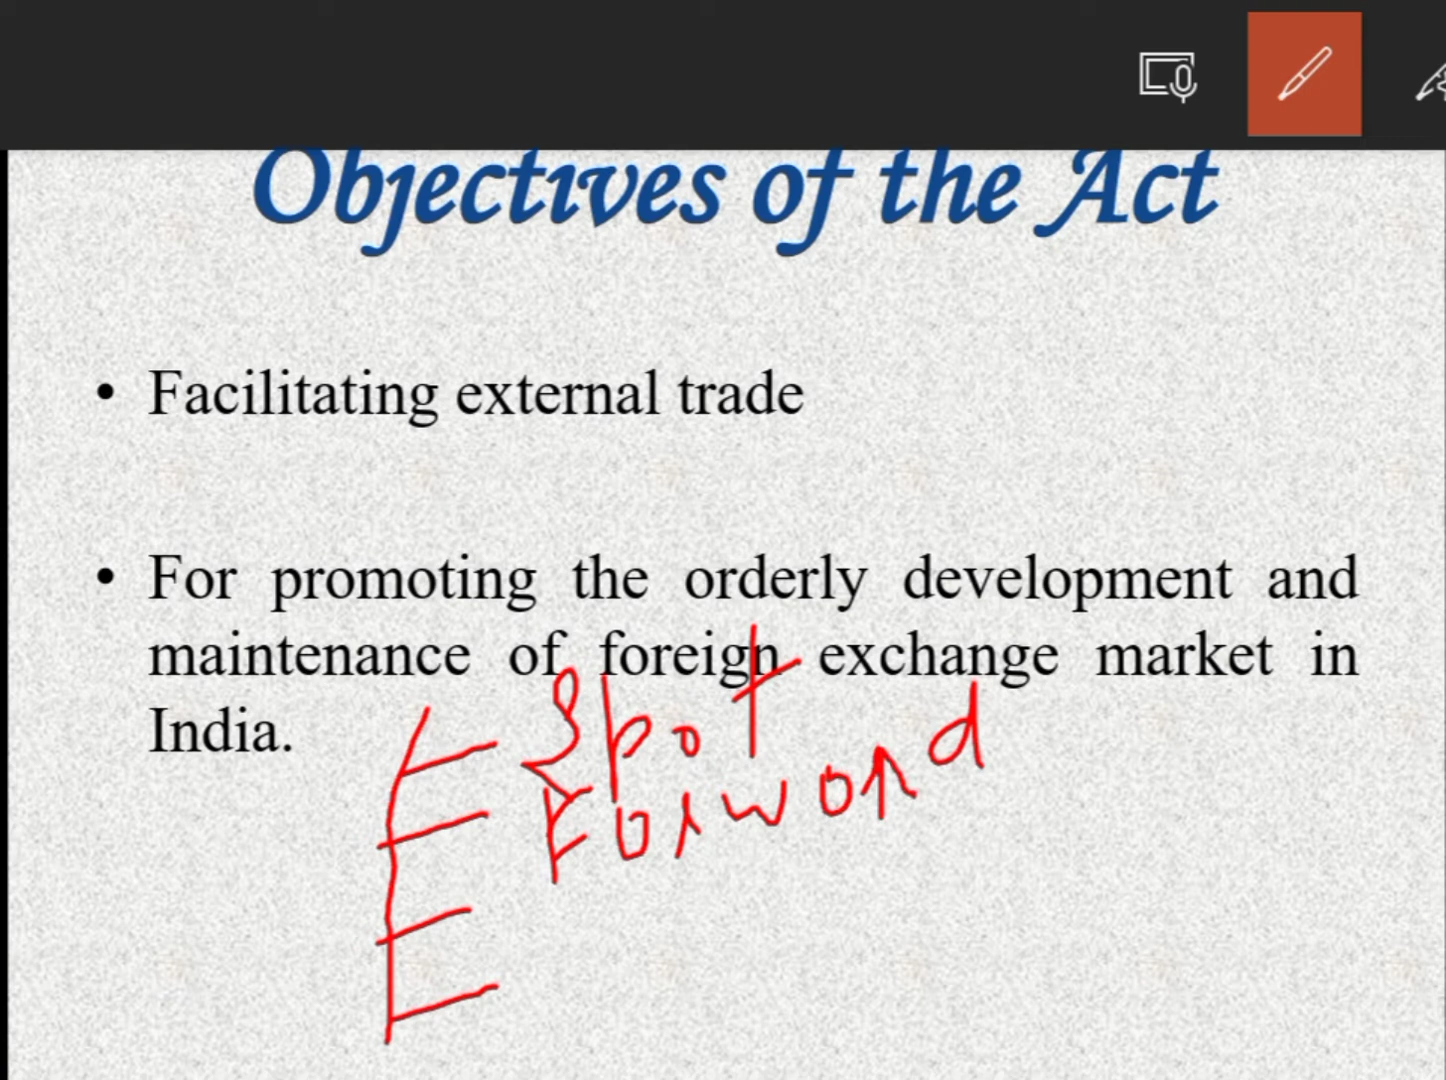 Objectives of the Act
• Facilitating external trade
• For promoting the orderly development and
maintenance of foreign exchange market in
India.
Spot
Forward